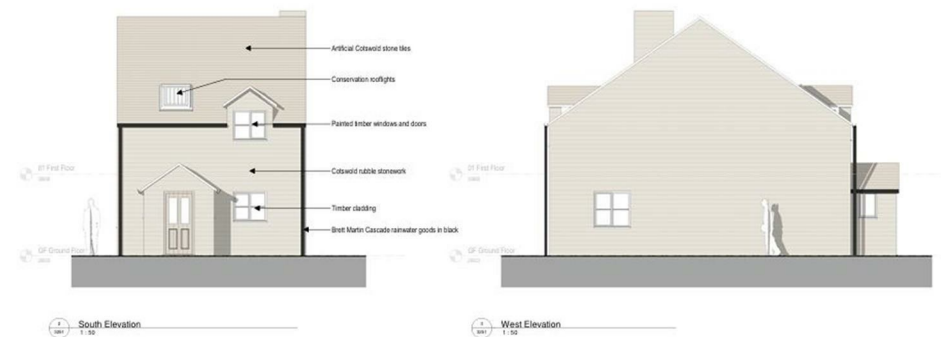 Artificial Cotswold stone tiles
Conservation rooflights
Painted timber windows and doors
Cotswold rubble stonework
Timber cladding
Brett Martin Cascade rainwater goods in black
01 First Floor
GF Ground Floor
01 First Floor
GF Ground Floor
South Elevation
1 : 50
West Elevation
1 : 50